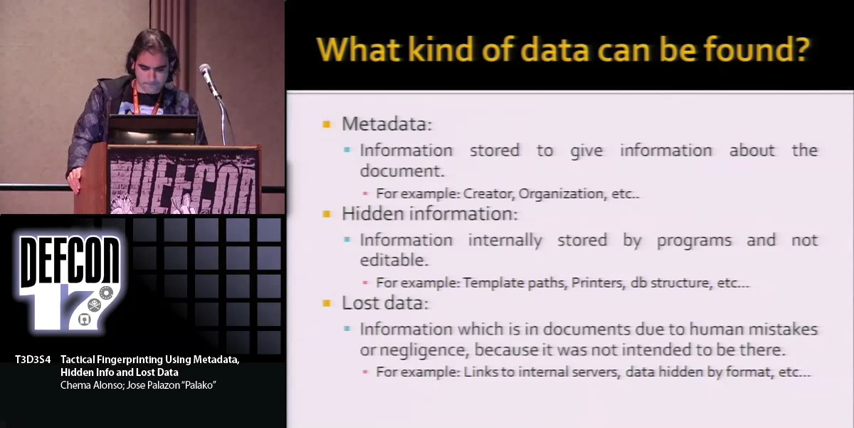 What kind of data can be found?
Metadata:
Information stored to give information about the
document.
For example: Creator, Organization, etc..
Hidden information:
Information internally stored by programs and not
editable.
For example: Template paths, Printers, db structure, etc...
Lost data:
Information which is in documents due to human mistakes
or negligence, because it was not intended to be there.
For example: Links to internal servers, data hidden by format, etc...
DEFCON
DEFCON
17
T3D3S4 Tactical Fingerprinting Using Metadata,
Hidden Info and Lost Data
Chema Alonso; Jose Palazon "Palako"